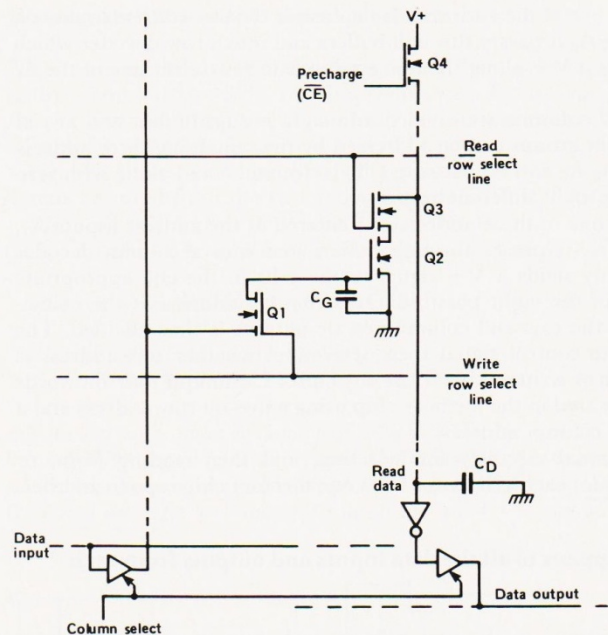 V+
Q4
Precharge
(CE)
Read
row select
line
Q3
Q2
CG
Q1
Write
row select
line
Read
data
CD
Data
input
Data output
Column select